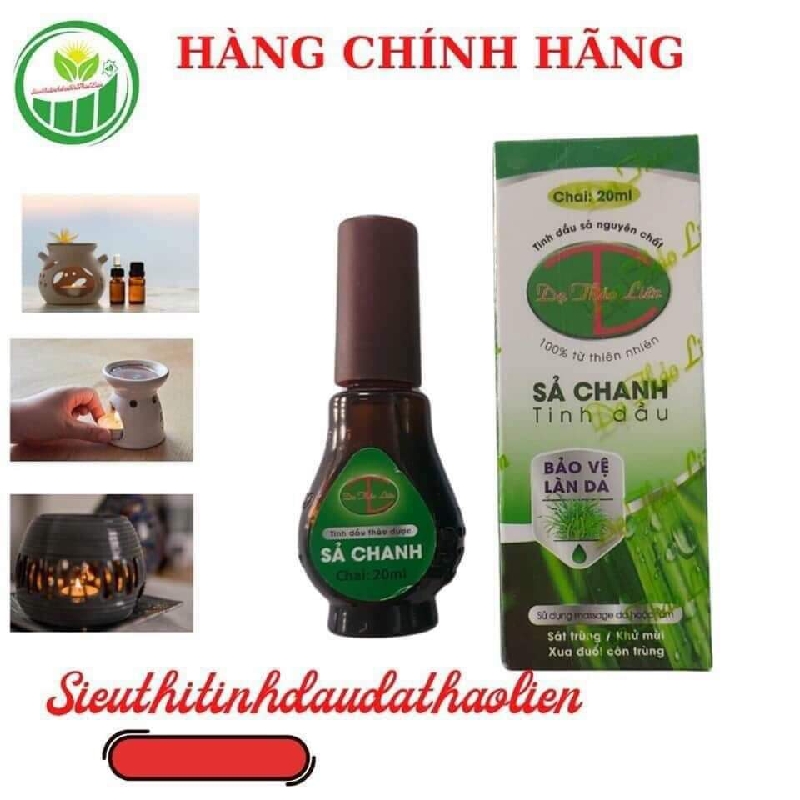 HÀNG CHÍNH HÃNG
Chai: 20ml
Tinh dầu sả nguyên chất
Dạ Thảo Liên
100% từ thiên nhiên
SẢ CHANH
Tinh dầu
BẢO VỆ
LÀN DA
Sát trùng / Khử mùi
Xua đuổi côn trùng
Dạ Thảo Liên
Tinh dầu thảo dược
SẢ CHANH
Chai: 20ml
Sieuthitinhdaudathaolien